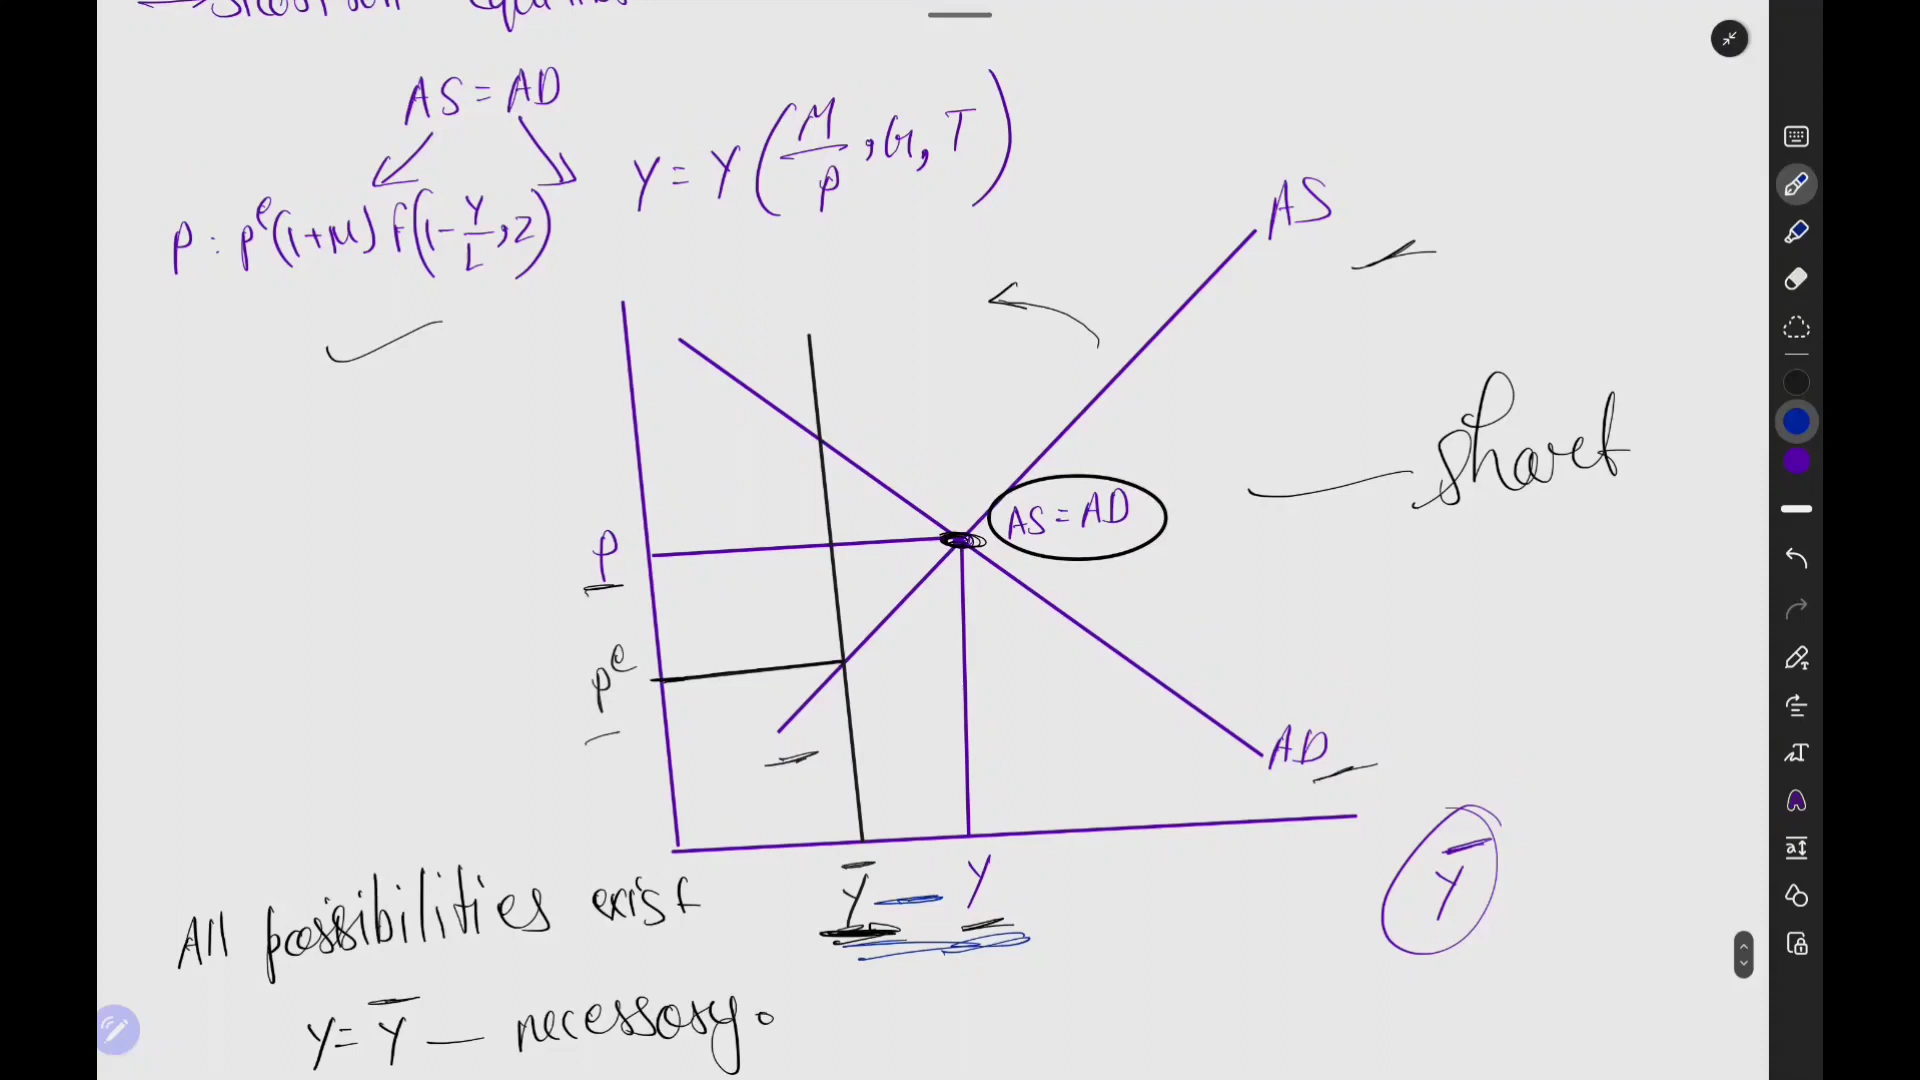 AS = AD
Y = Y (M/P, G, T)
P : P^e (1+M) f(1 - Y/L, z)
AS
short
AS = AD
P
P^e
AD
Ȳ — Y
Ȳ
All possibilities exist
Y = Ȳ — necessary.